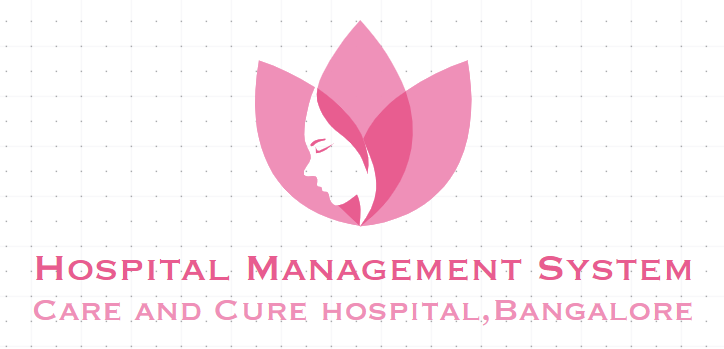 Hospital Management System
Care and Cure hospital,Bangalore